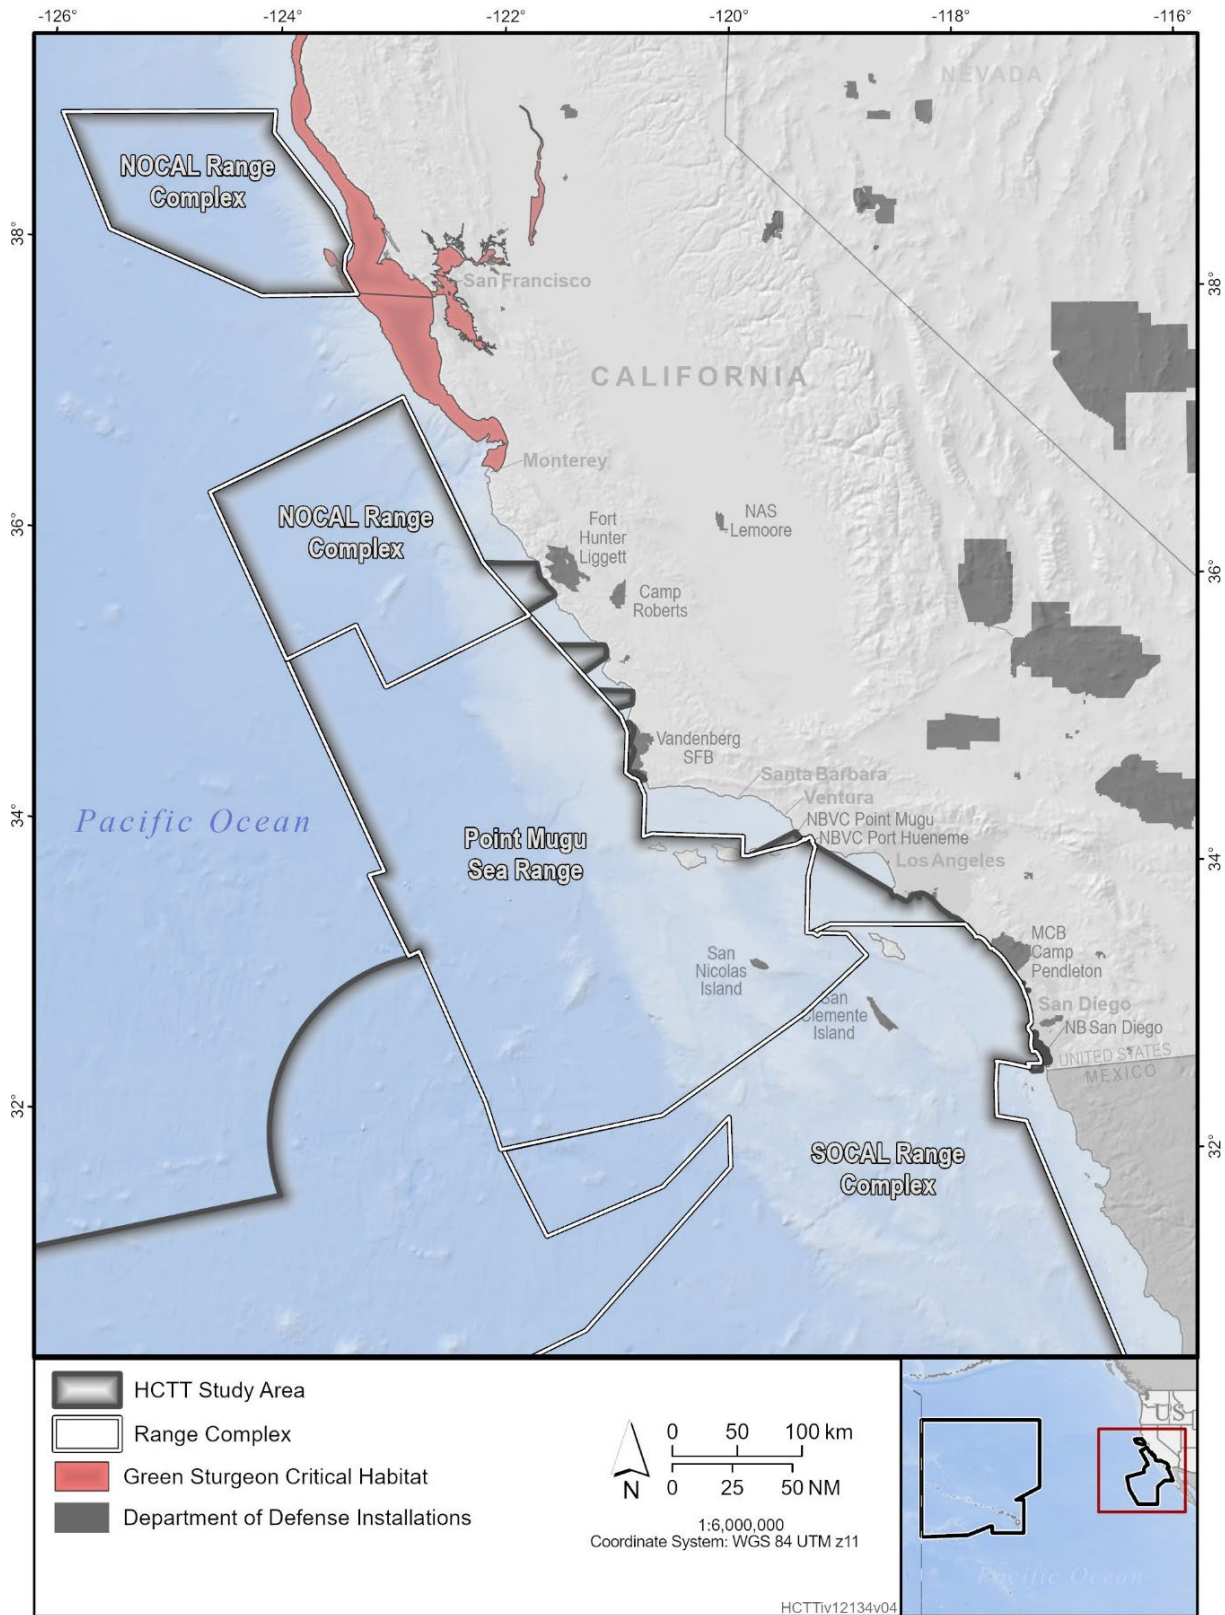 -126°
-124°
-122°
-120°
-118°
-116°
NEVADA
NOCAL Range
Complex
38°
38°
San Francisco
CALIFORNIA
Monterey
36°
36°
NOCAL Range
Complex
Fort
Hunter
Liggett
NAS
Lemoore
Camp
Roberts
Vandenberg
SFB
Santa Barbara
Ventura
NBVC Point Mugu
NBVC Port Hueneme
Los Angeles
Pacific Ocean
34°
34°
Point Mugu
Sea Range
MCB
Camp
Pendleton
San
Nicolas
Island
San
Clemente
Island
San Diego
NB San Diego
UNITED STATES
MEXICO
32°
32°
SOCAL Range
Complex
HCTT Study Area
Range Complex
Green Sturgeon Critical Habitat
Department of Defense Installations
N
0 50 100 km
0 25 50 NM
1:6,000,000
Coordinate System: WGS 84 UTM z11
HCTTiv12134v04
US
Pacific Ocean